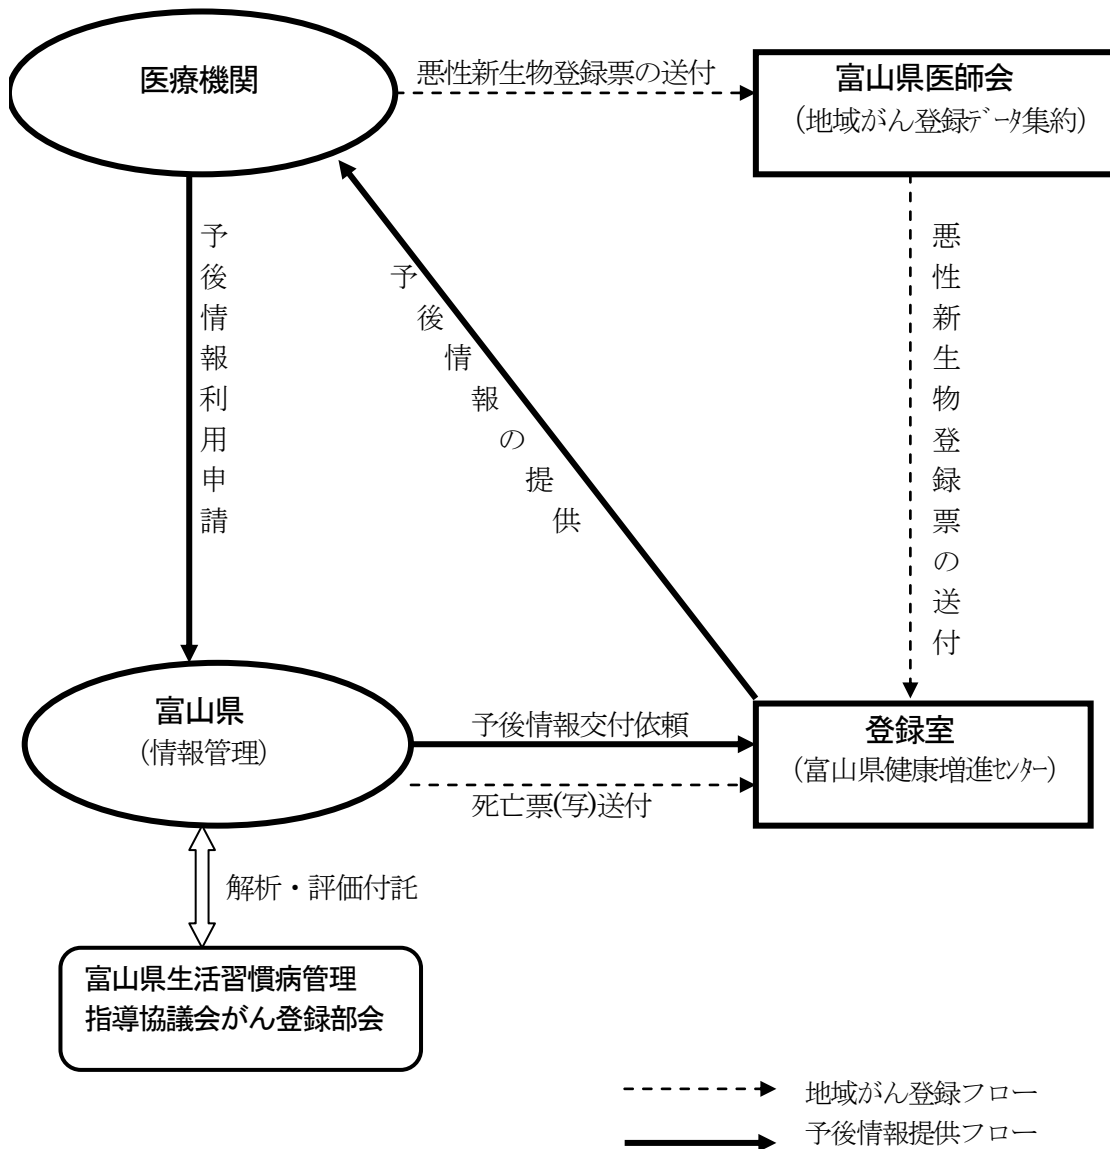 医療機関
悪性新生物登録票の送付
富山県医師会
（地域がん登録ﾃﾞｰﾀ集約）
予後情報利用申請
予後情報の提供
悪性新生物登録票の送付
富山県
（情報管理）
予後情報交付依頼
死亡票(写)送付
登録室
（富山県健康増進ｾﾝﾀｰ）
解析・評価付託
富山県生活習慣病管理
指導協議会がん登録部会
地域がん登録フロー
予後情報提供フロー